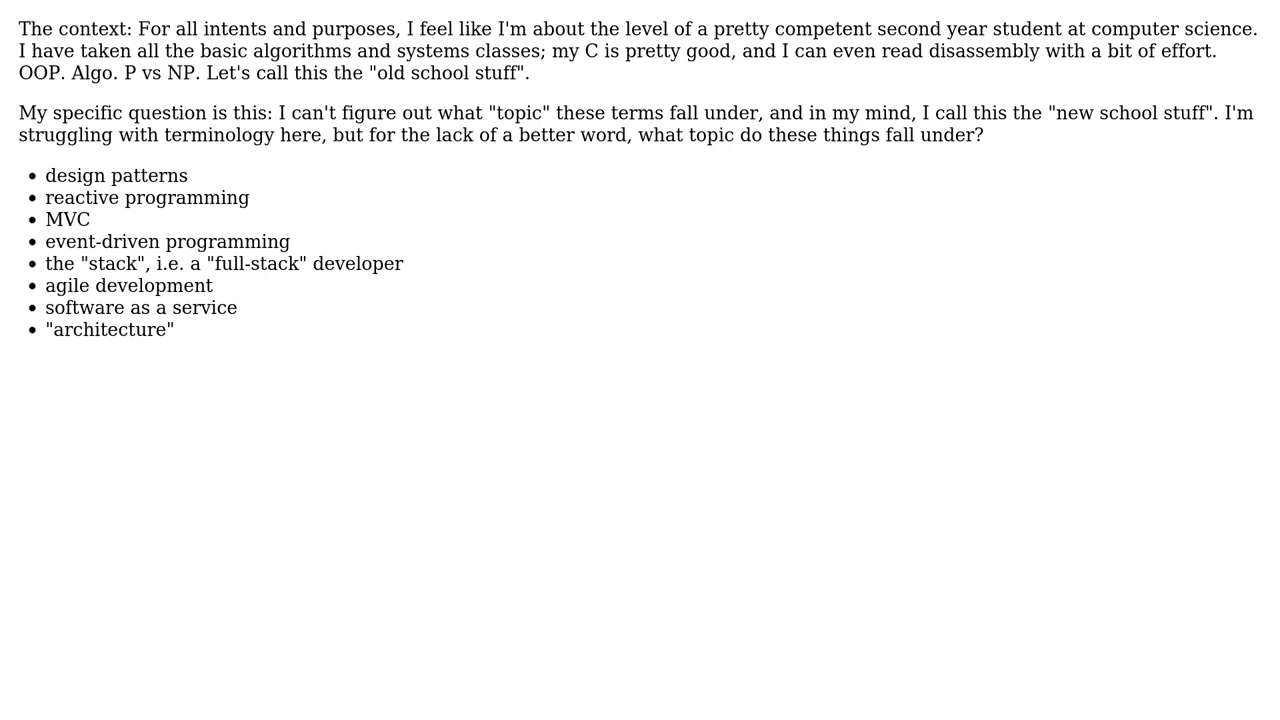 The context: For all intents and purposes, I feel like I'm about the level of a pretty competent second year student at computer science.
I have taken all the basic algorithms and systems classes; my C is pretty good, and I can even read disassembly with a bit of effort.
OOP. Algo. P vs NP. Let's call this the "old school stuff".
My specific question is this: I can't figure out what "topic" these terms fall under, and in my mind, I call this the "new school stuff". I'm
struggling with terminology here, but for the lack of a better word, what topic do these things fall under?
• design patterns
• reactive programming
• MVC
• event-driven programming
• the "stack", i.e. a "full-stack" developer
• agile development
• software as a service
• "architecture"